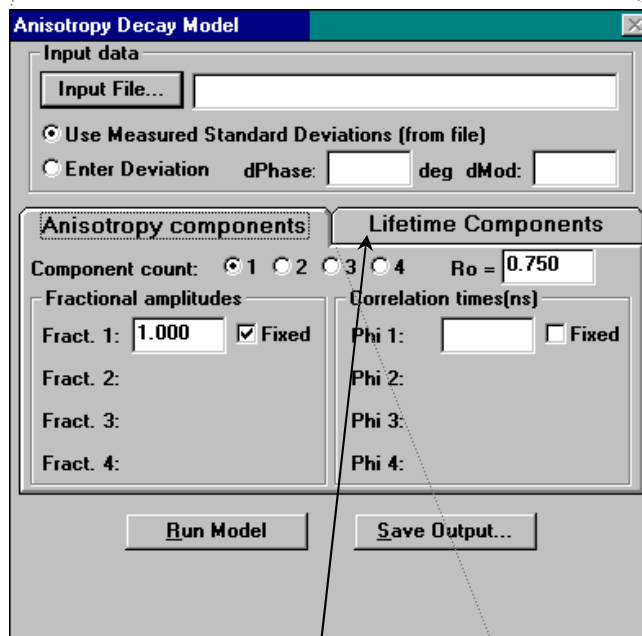 Anisotropy Decay Model
Input data
Input File...
Use Measured Standard Deviations (from file)
Enter Deviation dPhase: deg dMod:
Anisotropy components Lifetime Components
Component count: 1 2 3 4 Ro = 0.750
Fractional amplitudes Correlation times(ns)
Fract. 1: 1.000 Fixed Phi 1: Fixed
Fract. 2: Phi 2:
Fract. 3: Phi 3:
Fract. 4: Phi 4:
Run Model Save Output...